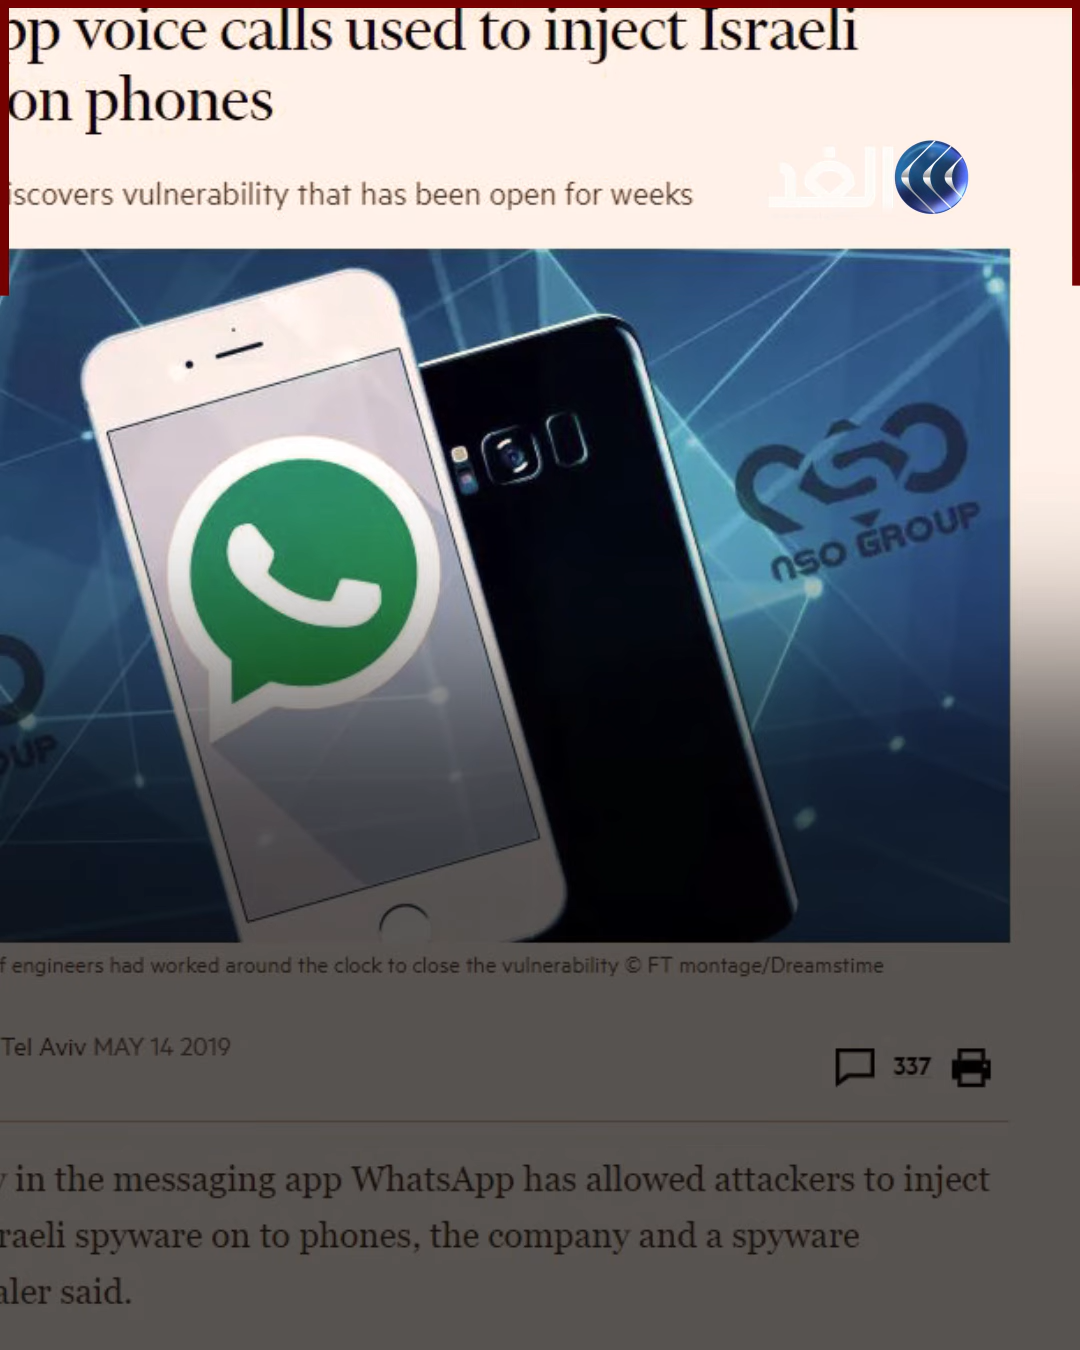 pp voice calls used to inject Israeli
on phones
iscovers vulnerability that has been open for weeks
الغد
NSO GROUP
OUP
f engineers had worked around the clock to close the vulnerability © FT montage/Dreamstime
Tel Aviv MAY 14 2019
337
y in the messaging app WhatsApp has allowed attackers to inject
raeli spyware on to phones, the company and a spyware
aler said.